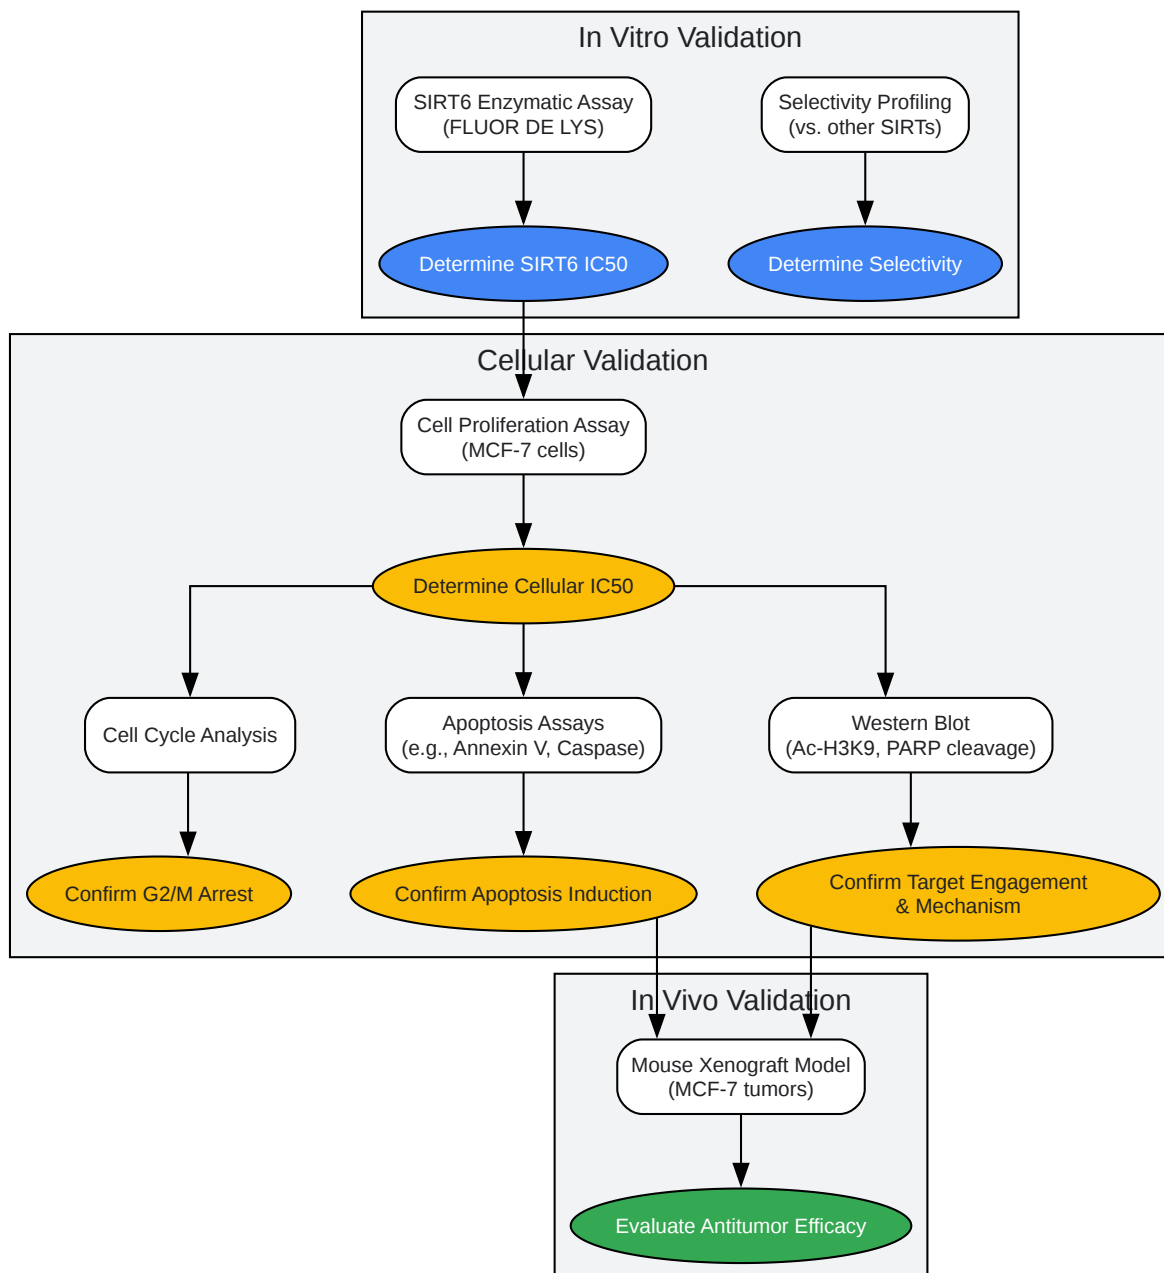 In Vitro Validation
SIRT6 Enzymatic Assay
(FLUOR DE LYS)
Selectivity Profiling
(vs. other SIRTs)
Determine SIRT6 IC50
Determine Selectivity
Cellular Validation
Cell Proliferation Assay
(MCF-7 cells)
Determine Cellular IC50
Cell Cycle Analysis
Apoptosis Assays
(e.g., Annexin V, Caspase)
Western Blot
(Ac-H3K9, PARP cleavage)
Confirm G2/M Arrest
Confirm Apoptosis Induction
Confirm Target Engagement
& Mechanism
In Vivo Validation
Mouse Xenograft Model
(MCF-7 tumors)
Evaluate Antitumor Efficacy